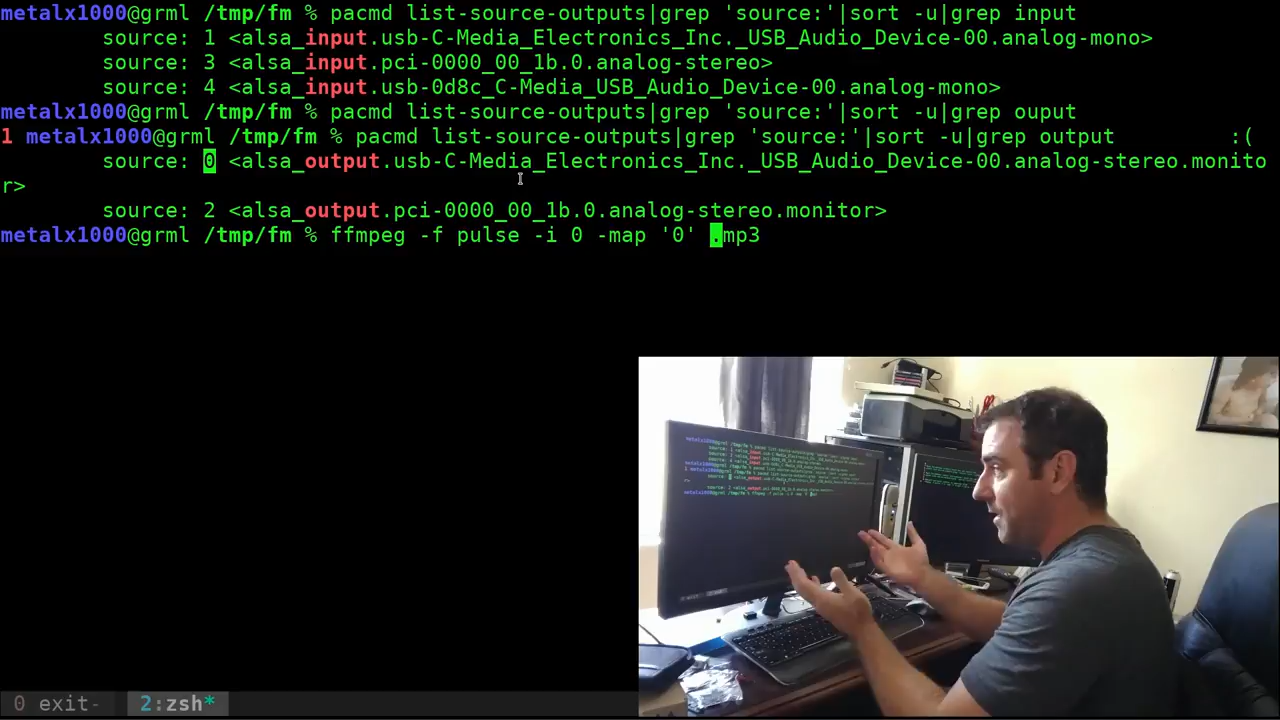 metalx1000@grml /tmp/fm % pacmd list-source-outputs|grep 'source:'|sort -u|grep input
source: 1 <alsa_input.usb-C-Media_Electronics_Inc._USB_Audio_Device-00.analog-mono>
source: 3 <alsa_input.pci-0000_00_1b.0.analog-stereo>
source: 4 <alsa_input.usb-0d8c_C-Media_USB_Audio_Device-00.analog-mono>
metalx1000@grml /tmp/fm % pacmd list-source-outputs|grep 'source:'|sort -u|grep ouput
1 metalx1000@grml /tmp/fm % pacmd list-source-outputs|grep 'source:'|sort -u|grep output :(
source: 0 <alsa_output.usb-C-Media_Electronics_Inc._USB_Audio_Device-00.analog-stereo.monito
r>
source: 2 <alsa_output.pci-0000_00_1b.0.analog-stereo.monitor>
metalx1000@grml /tmp/fm % ffmpeg -f pulse -i 0 -map '0' .mp3
0 exit- 2:zsh*